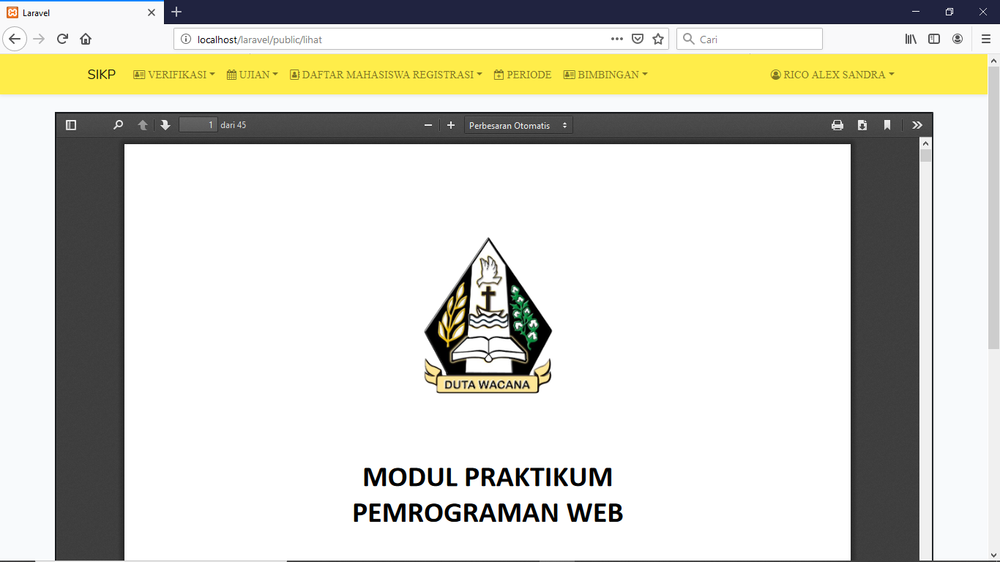 Laravel
localhost/laravel/public/lihat
Cari
SIKP VERIFIKASI UJIAN DAFTAR MAHASISWA REGISTRASI PERIODE BIMBINGAN RICO ALEX SANDRA
1 dari 45 Perbesaran Otomatis
DUTA WACANA
MODUL PRAKTIKUM
PEMROGRAMAN WEB